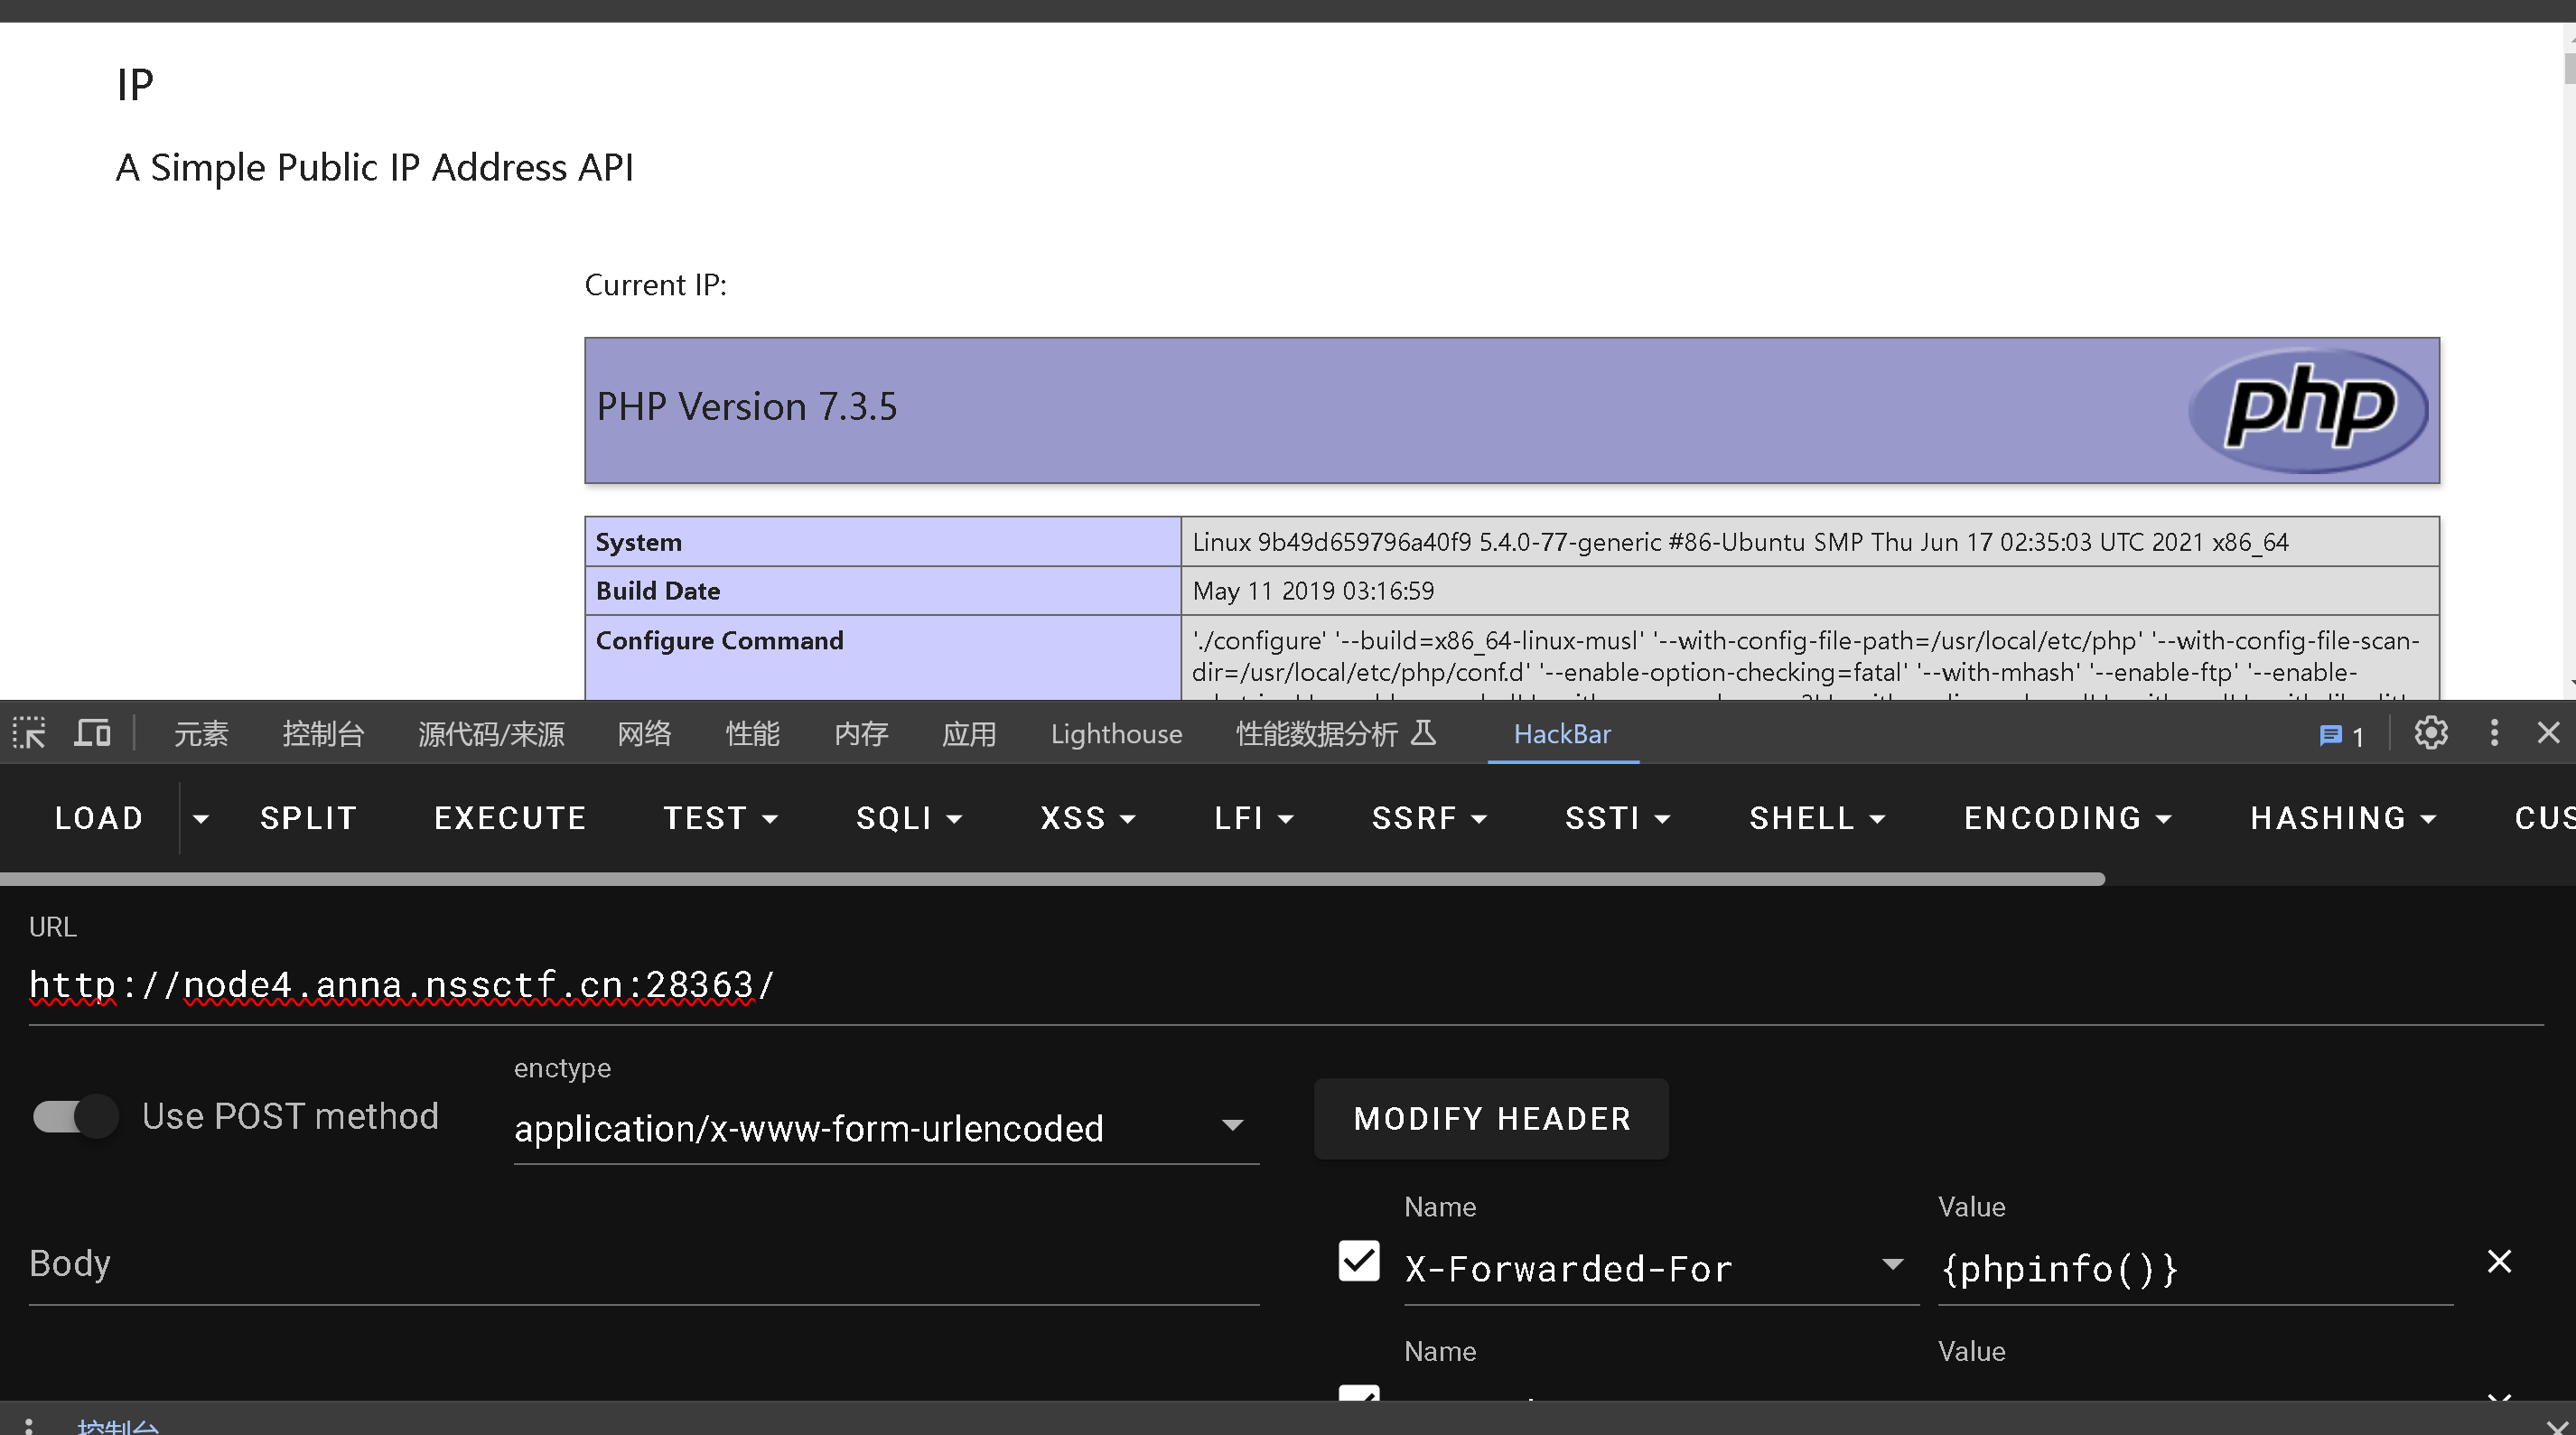 IP
A Simple Public IP Address API
Current IP:
PHP Version 7.3.5
php
System Linux 9b49d659796a40f9 5.4.0-77-generic #86-Ubuntu SMP Thu Jun 17 02:35:03 UTC 2021 x86_64
Build Date May 11 2019 03:16:59
Configure Command './configure' '--build=x86_64-linux-musl' '--with-config-file-path=/usr/local/etc/php' '--with-config-file-scan-
dir=/usr/local/etc/php/conf.d' '--enable-option-checking=fatal' '--with-mhash' '--enable-ftp' '--enable-
元素 控制台 源代码/来源 网络 性能 内存 应用 Lighthouse 性能数据分析 HackBar 1
LOAD SPLIT EXECUTE TEST SQLI XSS LFI SSRF SSTI SHELL ENCODING HASHING CUS
URL
http://node4.anna.nssctf.cn:28363/
enctype
Use POST method application/x-www-form-urlencoded MODIFY HEADER
Name Value
Body X-Forwarded-For {phpinfo()}
Name Value
控制台